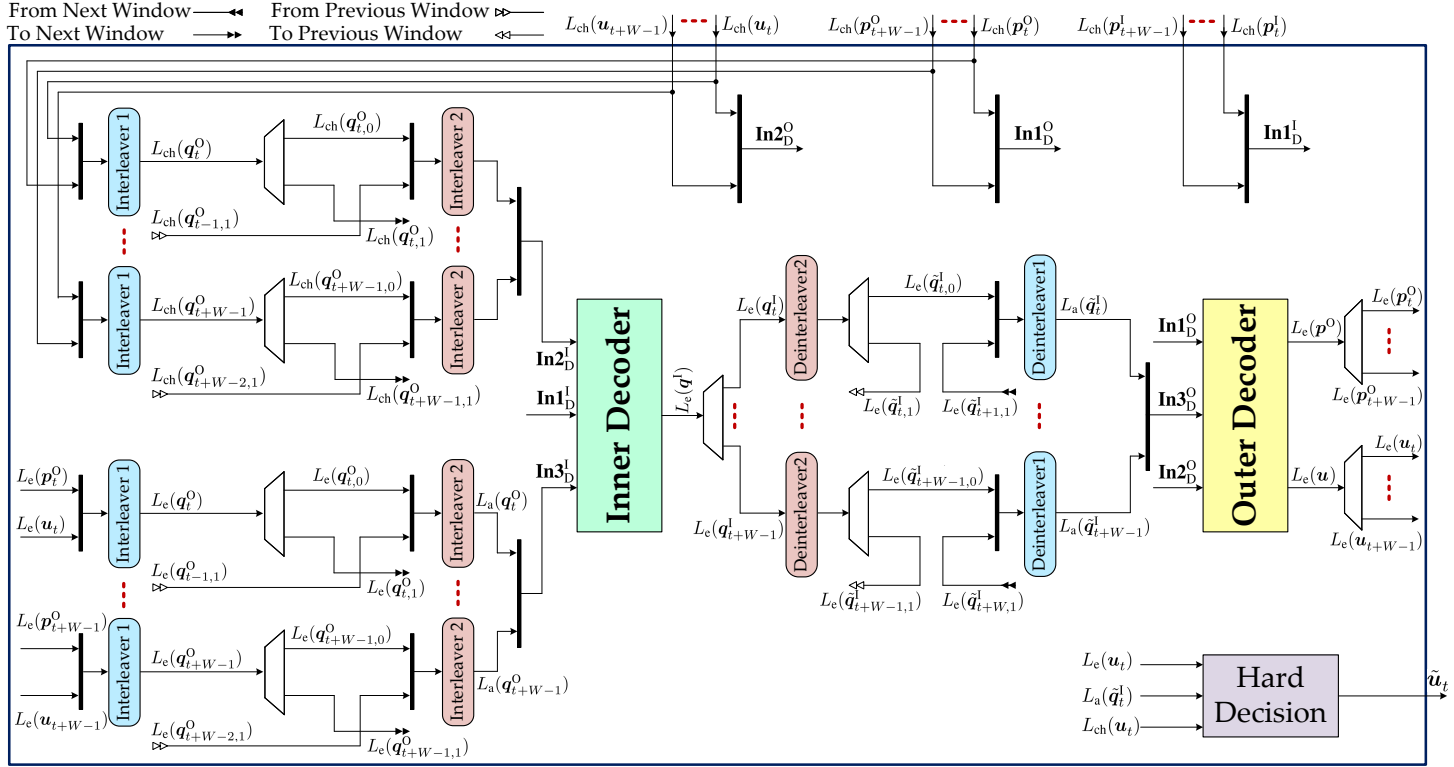 From Next Window From Previous Window
To Next Window To Previous Window
L_ch(u_{t+W−1}) L_ch(u_t) L_ch(p^O_{t+W−1}) L_ch(p^O_t) L_ch(p^I_{t+W−1}) L_ch(p^I_t)
Interleaver 1
L_ch(q^O_t)
L_ch(q^O_{t,0})
Interleaver 2
L_ch(q^O_{t−1,1})
L_ch(q^O_{t,1})
In2^O_D
In1^O_D
In1^I_D
Interleaver 1
L_ch(q^O_{t+W−1})
L_ch(q^O_{t+W−1,0})
Interleaver 2
L_ch(q^O_{t+W−2,1})
L_ch(q^O_{t+W−1,1})
In2^I_D
In1^I_D
In3^I_D
Inner Decoder
L_e(q^I)
L_e(q^I_t)
Deinterleaver2
L_e(q̃^I_{t,0})
L_e(q̃^I_{t,1})
L_e(q̃^I_{t+1,1})
Deinterleaver1
L_a(q̃^I_t)
L_e(q^I_{t+W−1})
Deinterleaver2
L_e(q̃^I_{t+W−1,0})
L_e(q̃^I_{t+W−1,1})
L_e(q̃^I_{t+W,1})
Deinterleaver1
L_a(q̃^I_{t+W−1})
In1^O_D
In3^O_D
In2^O_D
Outer Decoder
L_e(p^O)
L_e(p^O_t)
L_e(p^O_{t+W−1})
L_e(u)
L_e(u_t)
L_e(u_{t+W−1})
L_e(p^O_t)
L_e(u_t)
Interleaver 1
L_e(q^O_t)
L_e(q^O_{t,0})
Interleaver 2
L_a(q^O_t)
L_e(q^O_{t−1,1})
L_e(q^O_{t,1})
L_e(p^O_{t+W−1})
L_e(u_{t+W−1})
Interleaver 1
L_e(q^O_{t+W−1})
L_e(q^O_{t+W−1,0})
Interleaver 2
L_a(q^O_{t+W−1})
L_e(q^O_{t+W−2,1})
L_e(q^O_{t+W−1,1})
L_e(u_t)
L_a(q̃^I_t)
L_ch(u_t)
Hard
Decision
ũ_t